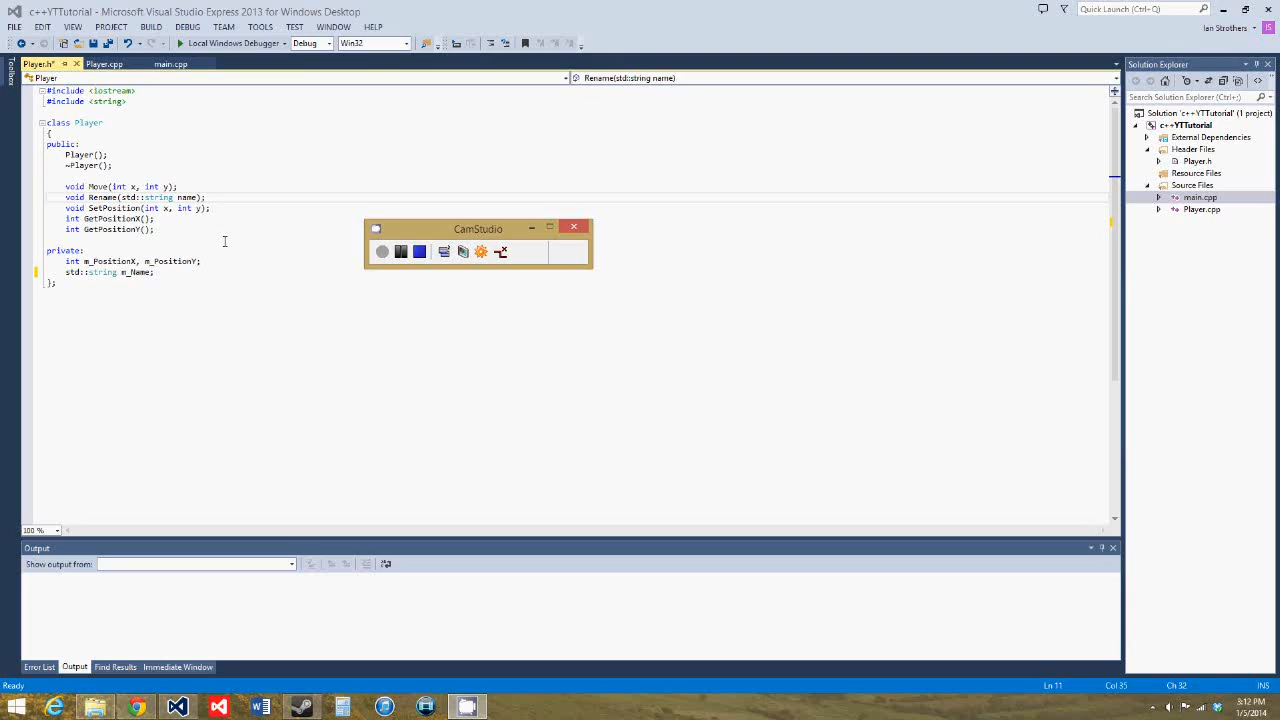 c++YTTutorial - Microsoft Visual Studio Express 2013 for Windows Desktop
Quick Launch (Ctrl+Q)
FILE EDIT VIEW PROJECT BUILD DEBUG TEAM TOOLS TEST WINDOW HELP
Ian Strothers IS
Local Windows Debugger Debug Win32
Toolbox
Player.h* Player.cpp main.cpp
Player Rename(std::string name)
#include <iostream>
#include <string>
class Player
{
public:
Player();
~Player();
void Move(int x, int y);
void Rename(std::string name);
void SetPosition(int x, int y);
int GetPositionX();
int GetPositionY();
private:
int m_PositionX, m_PositionY;
std::string m_Name;
};
CamStudio
100 %
Solution Explorer
Search Solution Explorer (Ctrl+;)
Solution 'c++YTTutorial' (1 project)
c++YTTutorial
External Dependencies
Header Files
Player.h
Resource Files
Source Files
main.cpp
Player.cpp
Output
Show output from:
Error List Output Find Results Immediate Window
Ready Ln 11 Col 35 Ch 32 INS
3:12 PM
1/5/2014